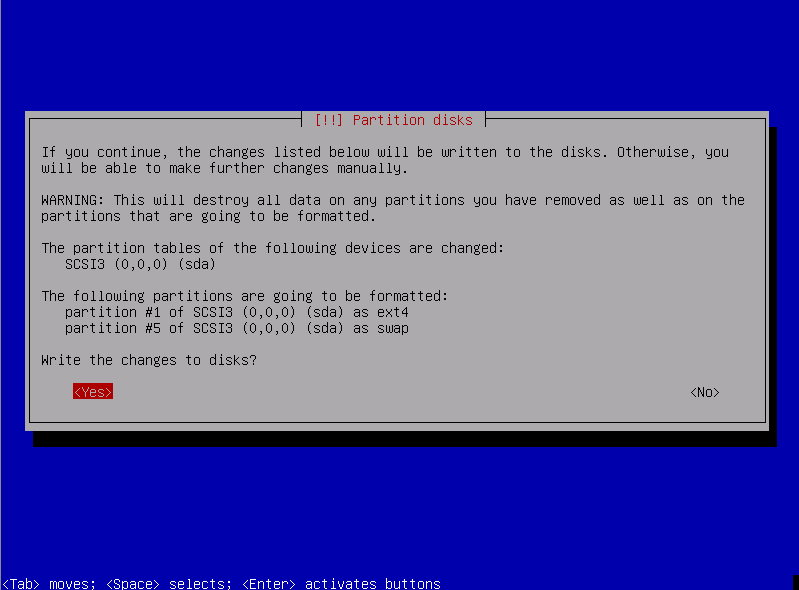 [!!] Partition disks
If you continue, the changes listed below will be written to the disks. Otherwise, you
will be able to make further changes manually.
WARNING: This will destroy all data on any partitions you have removed as well as on the
partitions that are going to be formatted.
The partition tables of the following devices are changed:
SCSI3 (0,0,0) (sda)
The following partitions are going to be formatted:
partition #1 of SCSI3 (0,0,0) (sda) as ext4
partition #5 of SCSI3 (0,0,0) (sda) as swap
Write the changes to disks?
<Yes> <No>
<Tab> moves; <Space> selects; <Enter> activates buttons